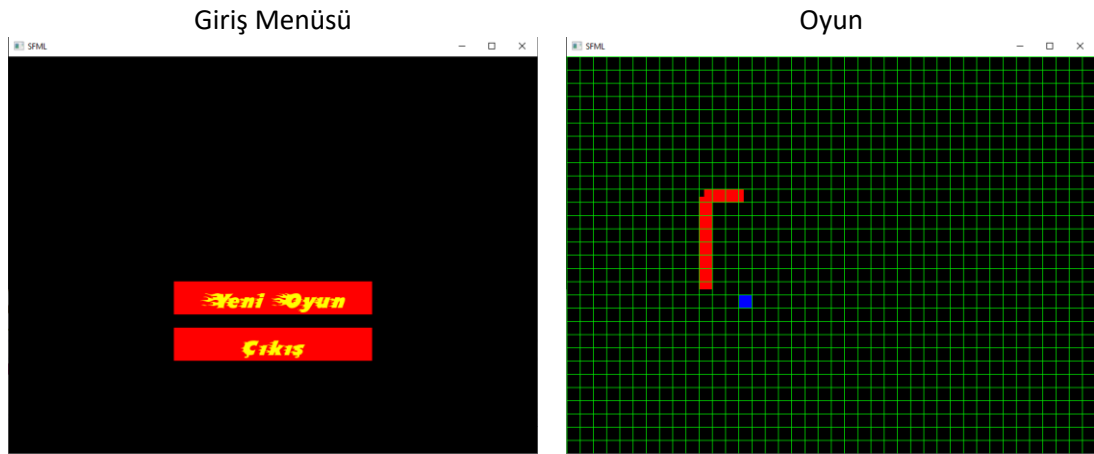 Giriş Menüsü
Oyun
SFML
SFML
Yeni Oyun
Çıkış